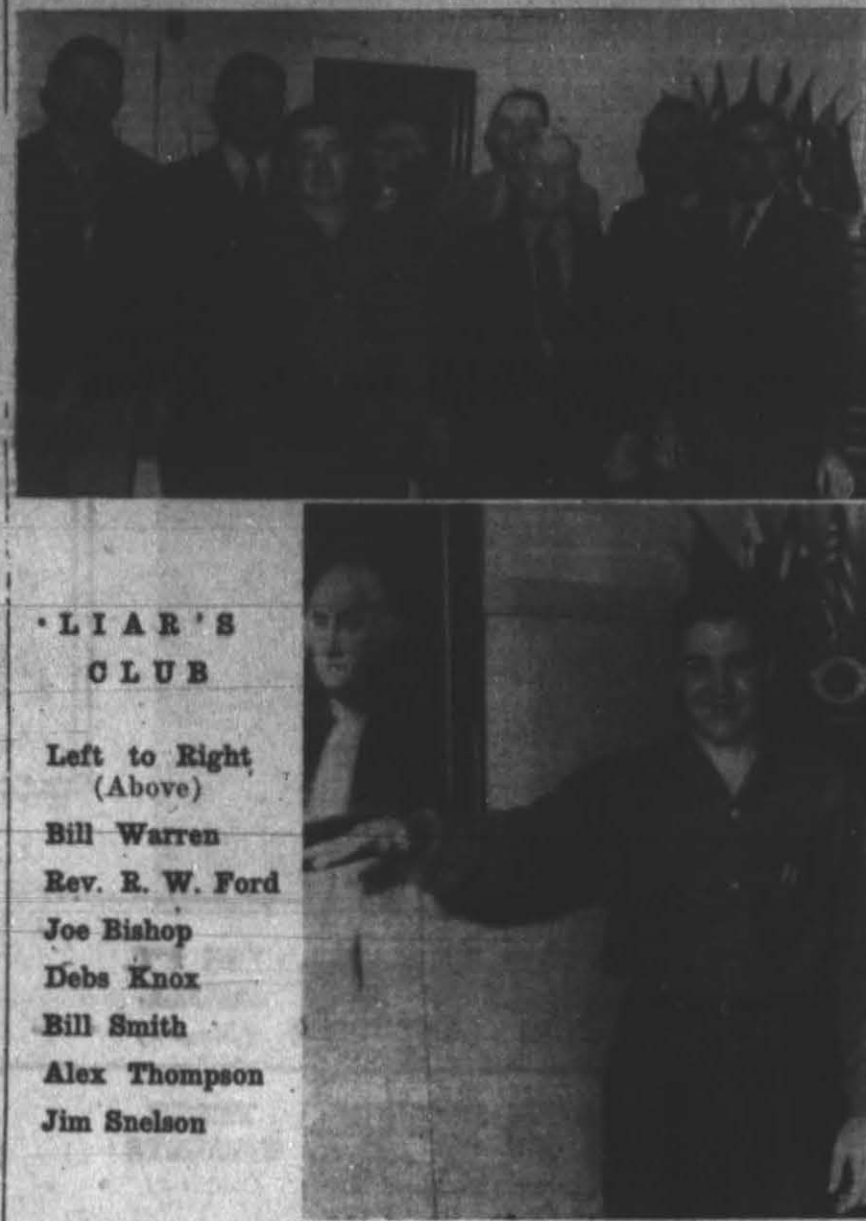 LIAR'S
CLUB
Left to Right
(Above)
Bill Warren
Rev. R. W. Ford
Joe Bishop
Debs Knox
Bill Smith
Alex Thompson
Jim Snelson